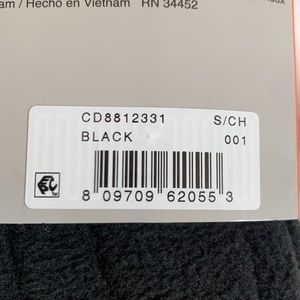 am / Hecho en Vietnam RN 34452
CD8812331 S/CH
BLACK 001
8 09709 62055 3